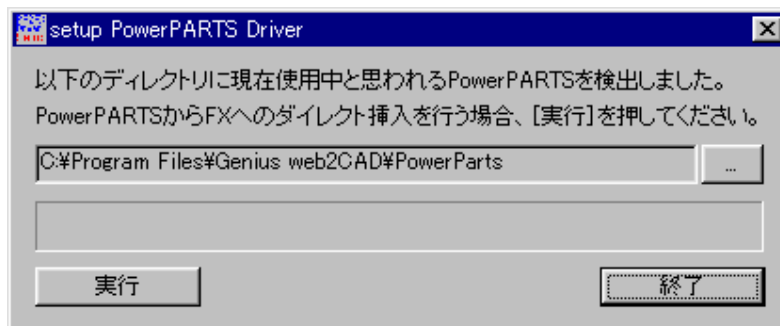 setup PowerPARTS Driver
以下のディレクトリに現在使用中と思われるPowerPARTSを検出しました。
PowerPARTSからFXへのダイレクト挿入を行う場合、[実行]を押してください。
C:¥Program Files¥Genius web2CAD¥PowerParts
...
実行
終了